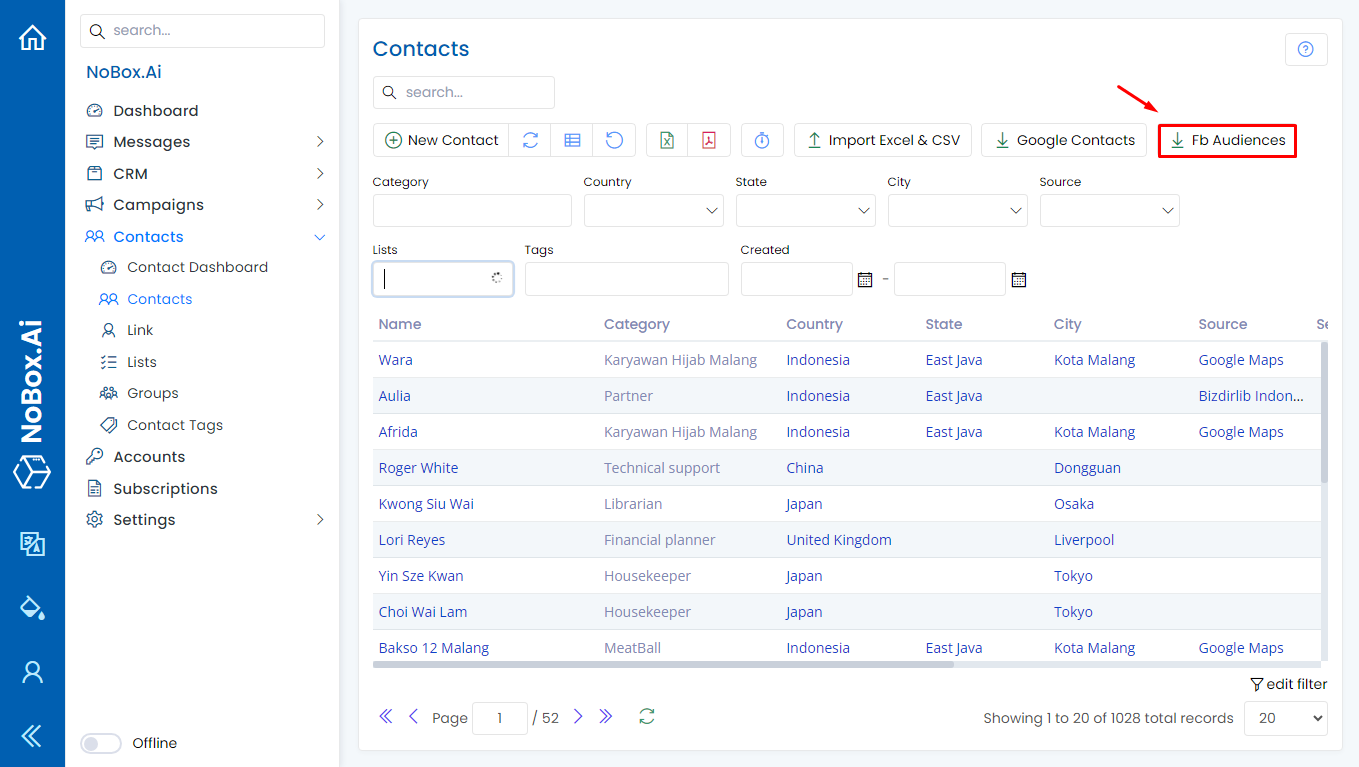 NoBox.Ai
search...
NoBox.Ai
Dashboard
Messages
CRM
Campaigns
Contacts
Contact Dashboard
Contacts
Link
Lists
Groups
Contact Tags
Accounts
Subscriptions
Settings
Offline
Contacts
search...
New Contact Import Excel & CSV Google Contacts Fb Audiences
Category Country State City Source
Lists Tags Created
-
Name Category Country State City Source Se
Wara Karyawan Hijab Malang Indonesia East Java Kota Malang Google Maps
Aulia Partner Indonesia East Java Bizdirlib Indon...
Afrida Karyawan Hijab Malang Indonesia East Java Kota Malang Google Maps
Roger White Technical support China Dongguan
Kwong Siu Wai Librarian Japan Osaka
Lori Reyes Financial planner United Kingdom Liverpool
Yin Sze Kwan Housekeeper Japan Tokyo
Choi Wai Lam Housekeeper Japan Tokyo
Bakso 12 Malang MeatBall Indonesia East Java Kota Malang Google Maps
edit filter
Page 1 / 52 Showing 1 to 20 of 1028 total records 20